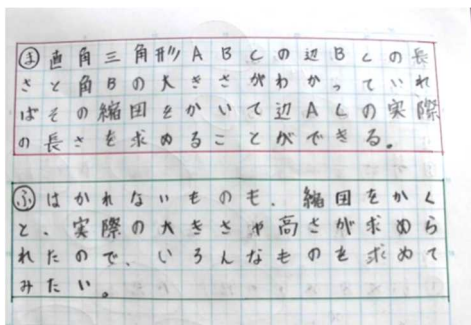 ま直角三角形ABCの辺BCの長
さと角Bの大きさがわかっていれ
ばその縮図をかいて辺ACの実際
の長さを求めることができる。
ふはかれないものも、縮図をかく
と、実際の大きさや高さが求めら
れたので、いろんなものを求めて
みたい。